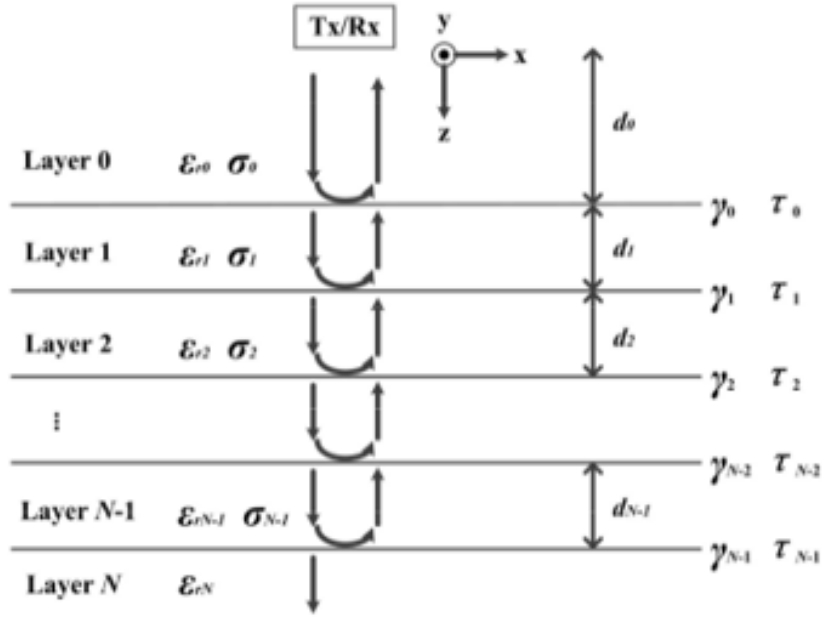 Tx/Rx
y
x
z
d₀
Layer 0 εr0 σ0
γ0 τ0
Layer 1 εr1 σ1
d1
γ1 τ1
Layer 2 εr2 σ2
d2
γ2 τ2
⋮
γN-2 τN-2
Layer N-1 εrN-1 σN-1
dN-1
γN-1 τN-1
Layer N εrN